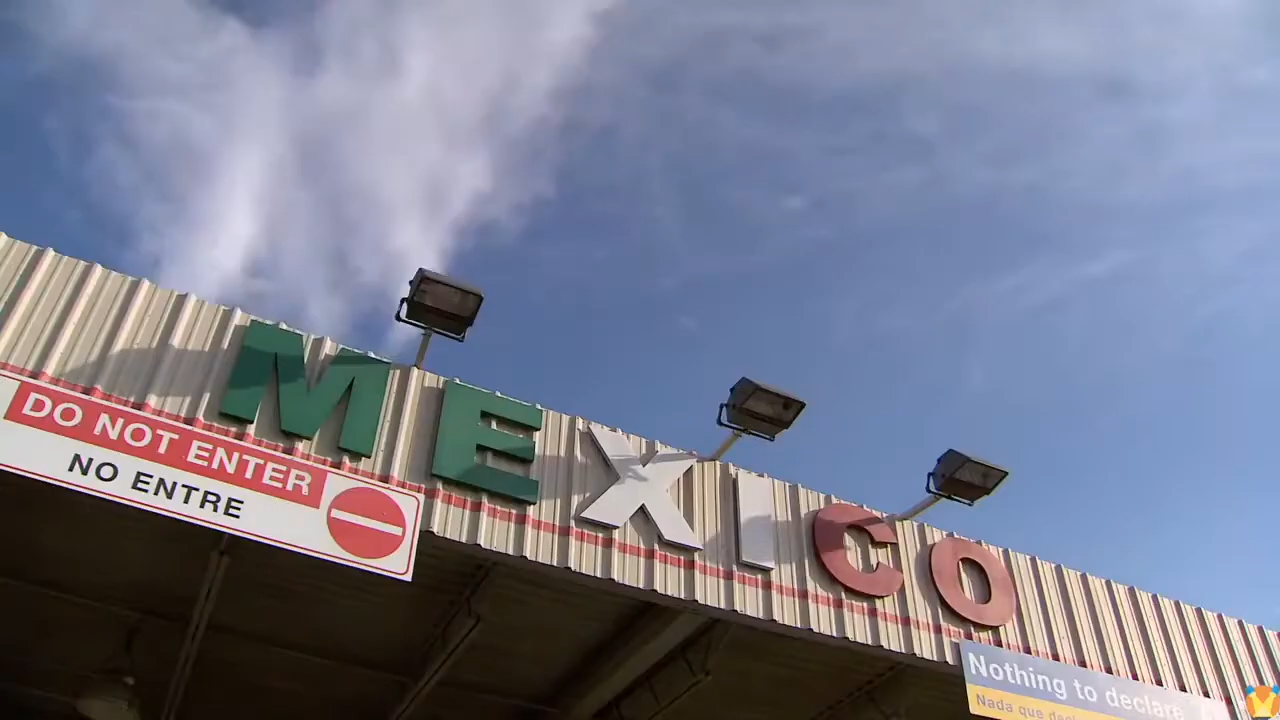 MEXICO
DO NOT ENTER
NO ENTRE
Nothing to declare
Nada que